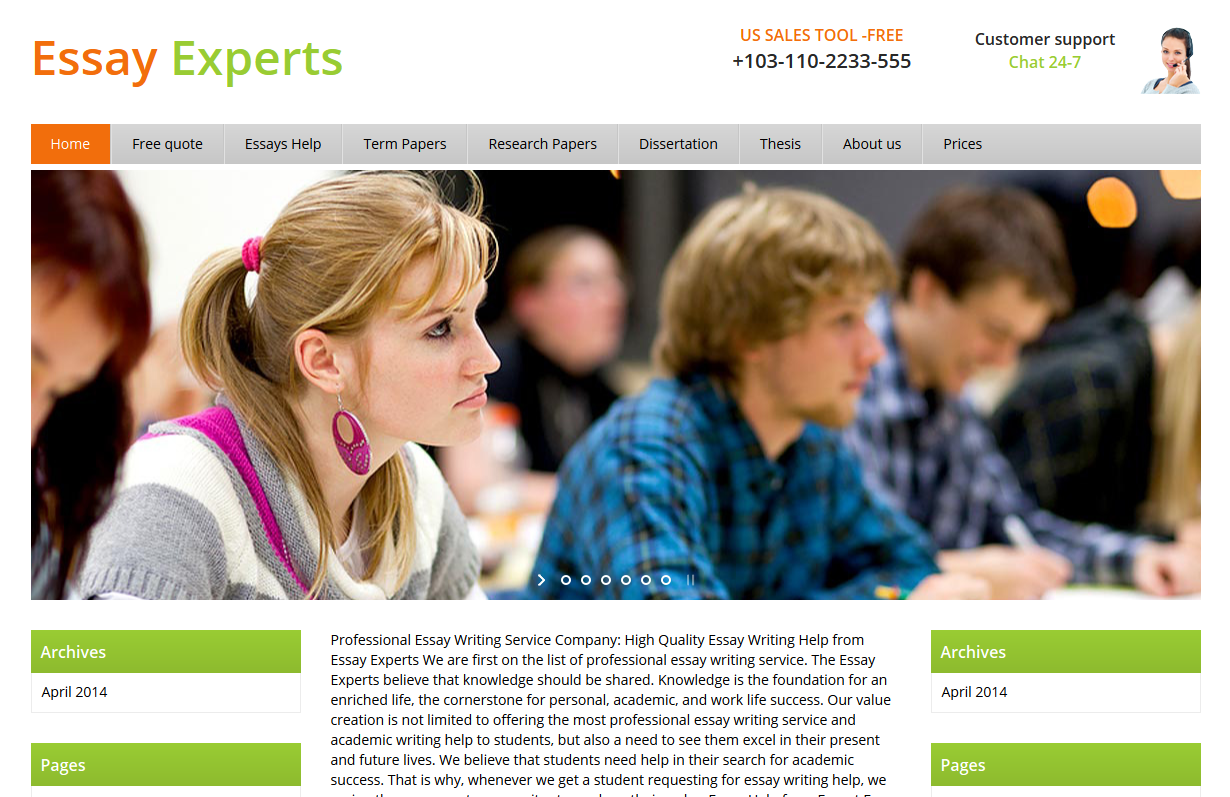 Essay Experts
US SALES TOOL -FREE
+103-110-2233-555
Customer support
Chat 24-7
Home Free quote Essays Help Term Papers Research Papers Dissertation Thesis About us Prices
Archives
April 2014
Pages
Professional Essay Writing Service Company: High Quality Essay Writing Help from
Essay Experts We are first on the list of professional essay writing service. The Essay
Experts believe that knowledge should be shared. Knowledge is the foundation for an
enriched life, the cornerstone for personal, academic, and work life success. Our value
creation is not limited to offering the most professional essay writing service and
academic writing help to students, but also a need to see them excel in their present
and future lives. We believe that students need help in their search for academic
success. That is why, whenever we get a student requesting for essay writing help, we
Archives
April 2014
Pages